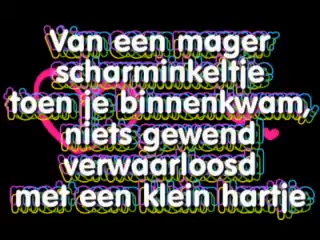 Van een mager
scharminkeltje
toen je binnenkwam,
niets gewend
verwaarloosd
met een klein hartje